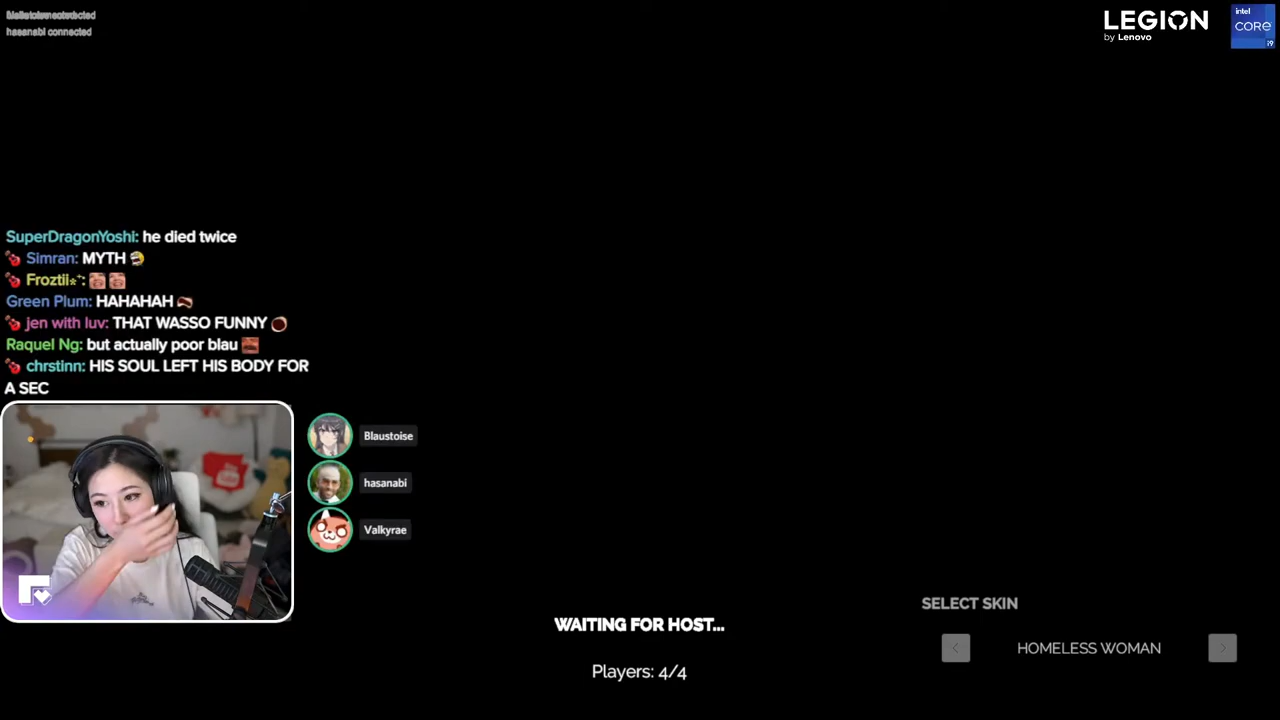 hasanabi connected
LEGION
by Lenovo
intel
CORE
i9
SuperDragonYoshi: he died twice
Simran: MYTH
Froztii
Green Plum: HAHAHAH
jen with luv: THAT WASSO FUNNY
Raquel Ng: but actually poor blau
chrstinn: HIS SOUL LEFT HIS BODY FOR
A SEC
Blaustoise
hasanabi
Valkyrae
WAITING FOR HOST...
Players: 4/4
SELECT SKIN
< HOMELESS WOMAN >